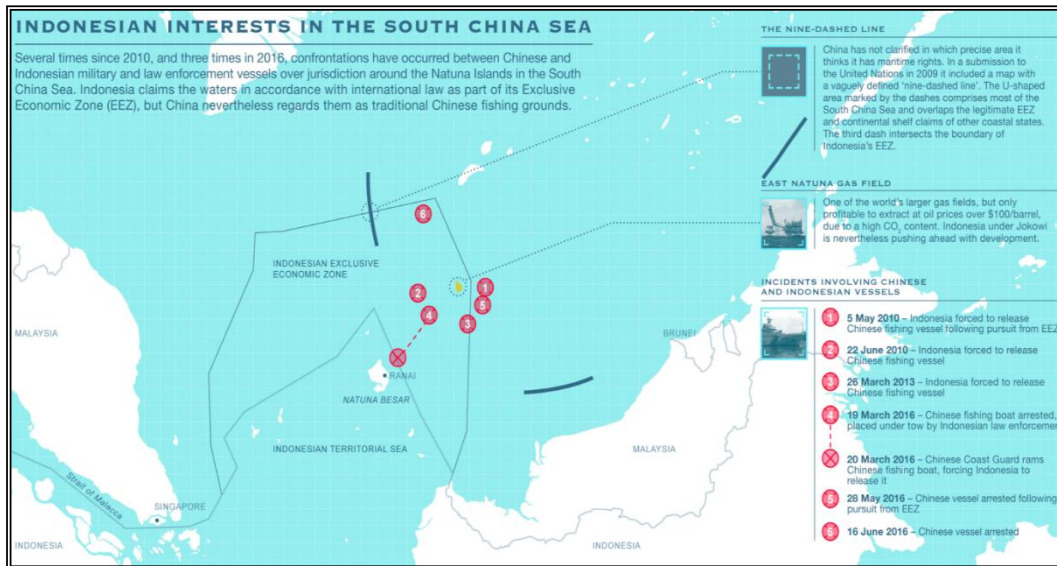 INDONESIAN INTERESTS IN THE SOUTH CHINA SEA
Several times since 2010, and three times in 2016, confrontations have occurred between Chinese and
Indonesian military and law enforcement vessels over jurisdiction around the Natuna Islands in the South
China Sea. Indonesia claims the waters in accordance with international law as part of its Exclusive
Economic Zone (EEZ), but China nevertheless regards them as traditional Chinese fishing grounds.
THE NINE-DASHED LINE
China has not clarified in which precise area it
thinks it has maritime rights. In a submission to
the United Nations in 2009 it included a map with
a vaguely defined ‘nine-dashed line’. The U-shaped
area marked by the dashes comprises most of the
South China Sea and overlaps the legitimate EEZ
and continental shelf claims of other coastal states.
The third dash intersects the boundary of
Indonesia’s EEZ.
EAST NATUNA GAS FIELD
One of the world’s larger gas fields, but only
profitable to extract at oil prices over $100/barrel,
due to a high CO2 content. Indonesia under Jokowi
is nevertheless pushing ahead with development.
INCIDENTS INVOLVING CHINESE
AND INDONESIAN VESSELS
1 5 May 2010 – Indonesia forced to release
Chinese fishing vessel following pursuit from EEZ
2 22 June 2010 – Indonesia forced to release
Chinese fishing vessel
3 26 March 2013 – Indonesia forced to release
Chinese fishing vessel
4 19 March 2016 – Chinese fishing boat arrested,
placed under tow by Indonesian law enforcement
20 March 2016 – Chinese Coast Guard rams
Chinese fishing boat, forcing Indonesia to
release it
5 28 May 2016 – Chinese vessel arrested following
pursuit from EEZ
6 16 June 2016 – Chinese vessel arrested
6
INDONESIAN EXCLUSIVE
ECONOMIC ZONE
2
1
5
4
3
MALAYSIA
BRUNEI
RANAI
NATUNA BESAR
INDONESIAN TERRITORIAL SEA
MALAYSIA
Strait of Malacca
SINGAPORE
INDONESIA
INDONESIA